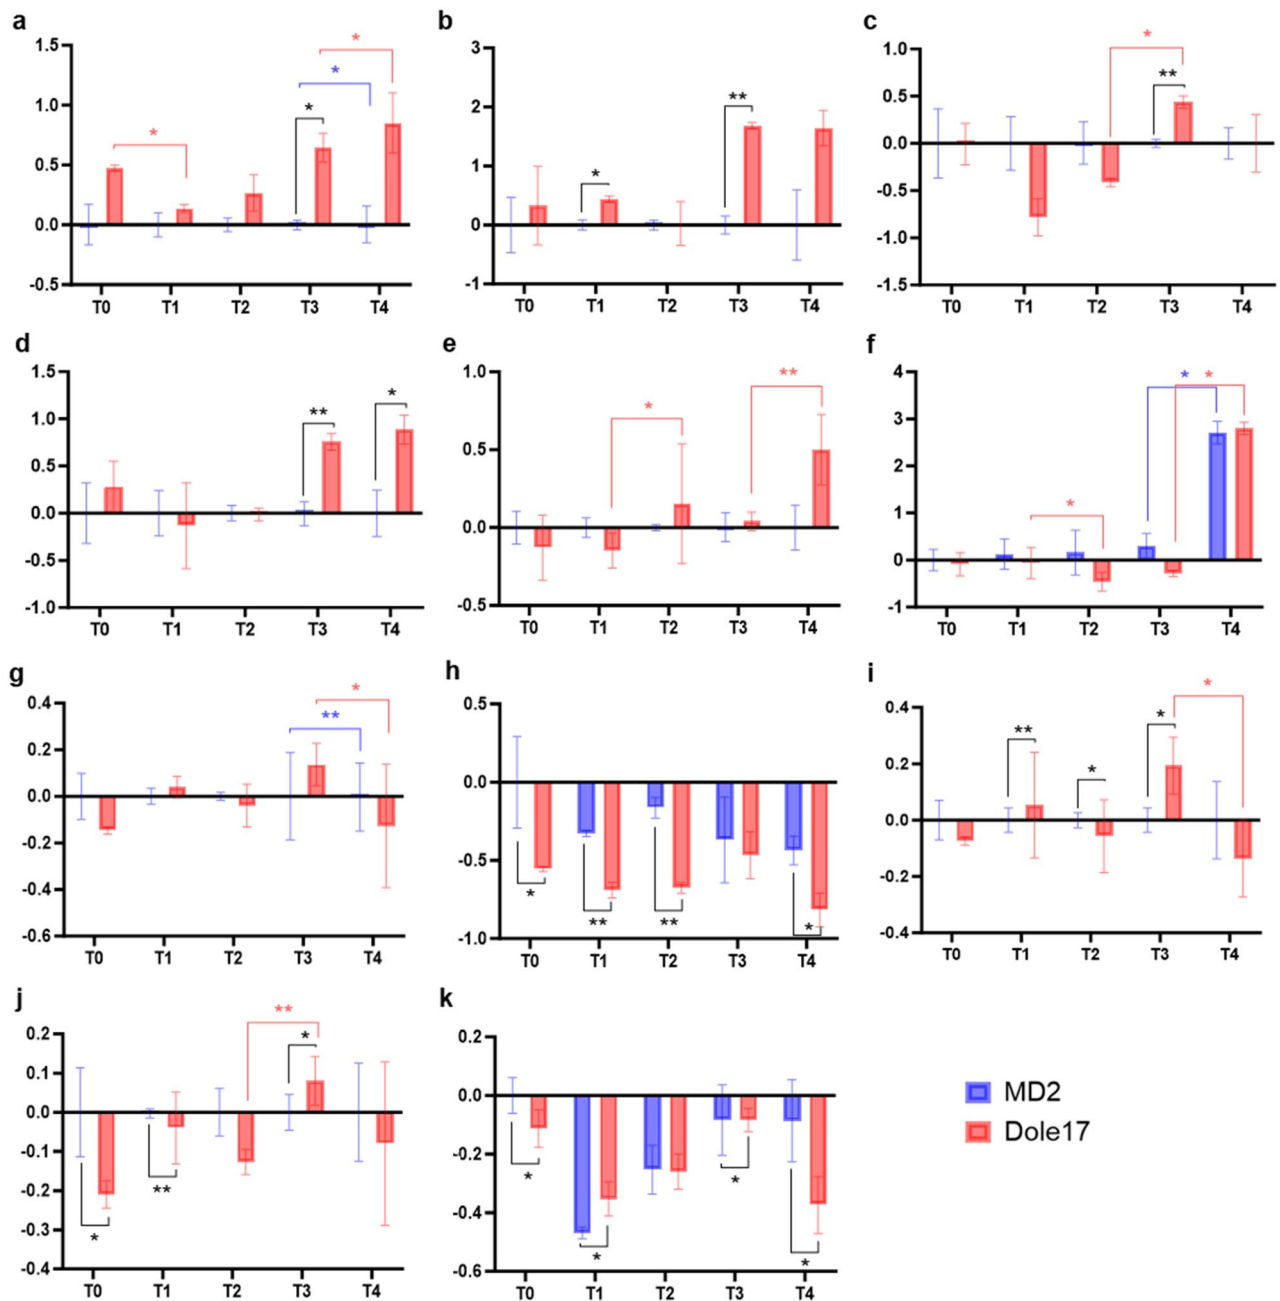 a
1.5
1.0
0.5
0.0
-0.5
* * * *
T0 T1 T2 T3 T4
b
3
2
1
0
-1
* **
T0 T1 T2 T3 T4
c
1.0
0.5
0.0
-0.5
-1.0
-1.5
* **
T0 T1 T2 T3 T4
d
1.5
1.0
0.5
0.0
-0.5
-1.0
** *
T0 T1 T2 T3 T4
e
1.0
0.5
0.0
-0.5
* **
T0 T1 T2 T3 T4
f
4
3
2
1
0
-1
* * *
T0 T1 T2 T3 T4
g
0.4
0.2
0.0
-0.2
-0.4
-0.6
* **
T0 T1 T2 T3 T4
h
0.5
0.0
-0.5
-1.0
* ** ** *
T0 T1 T2 T3 T4
i
0.4
0.2
0.0
-0.2
-0.4
** * * *
T0 T1 T2 T3 T4
j
0.2
0.1
0.0
-0.1
-0.2
-0.3
-0.4
** * ** *
T0 T1 T2 T3 T4
k
0.2
0.0
-0.2
-0.4
-0.6
* * * *
T0 T1 T2 T3 T4
MD2
Dole17